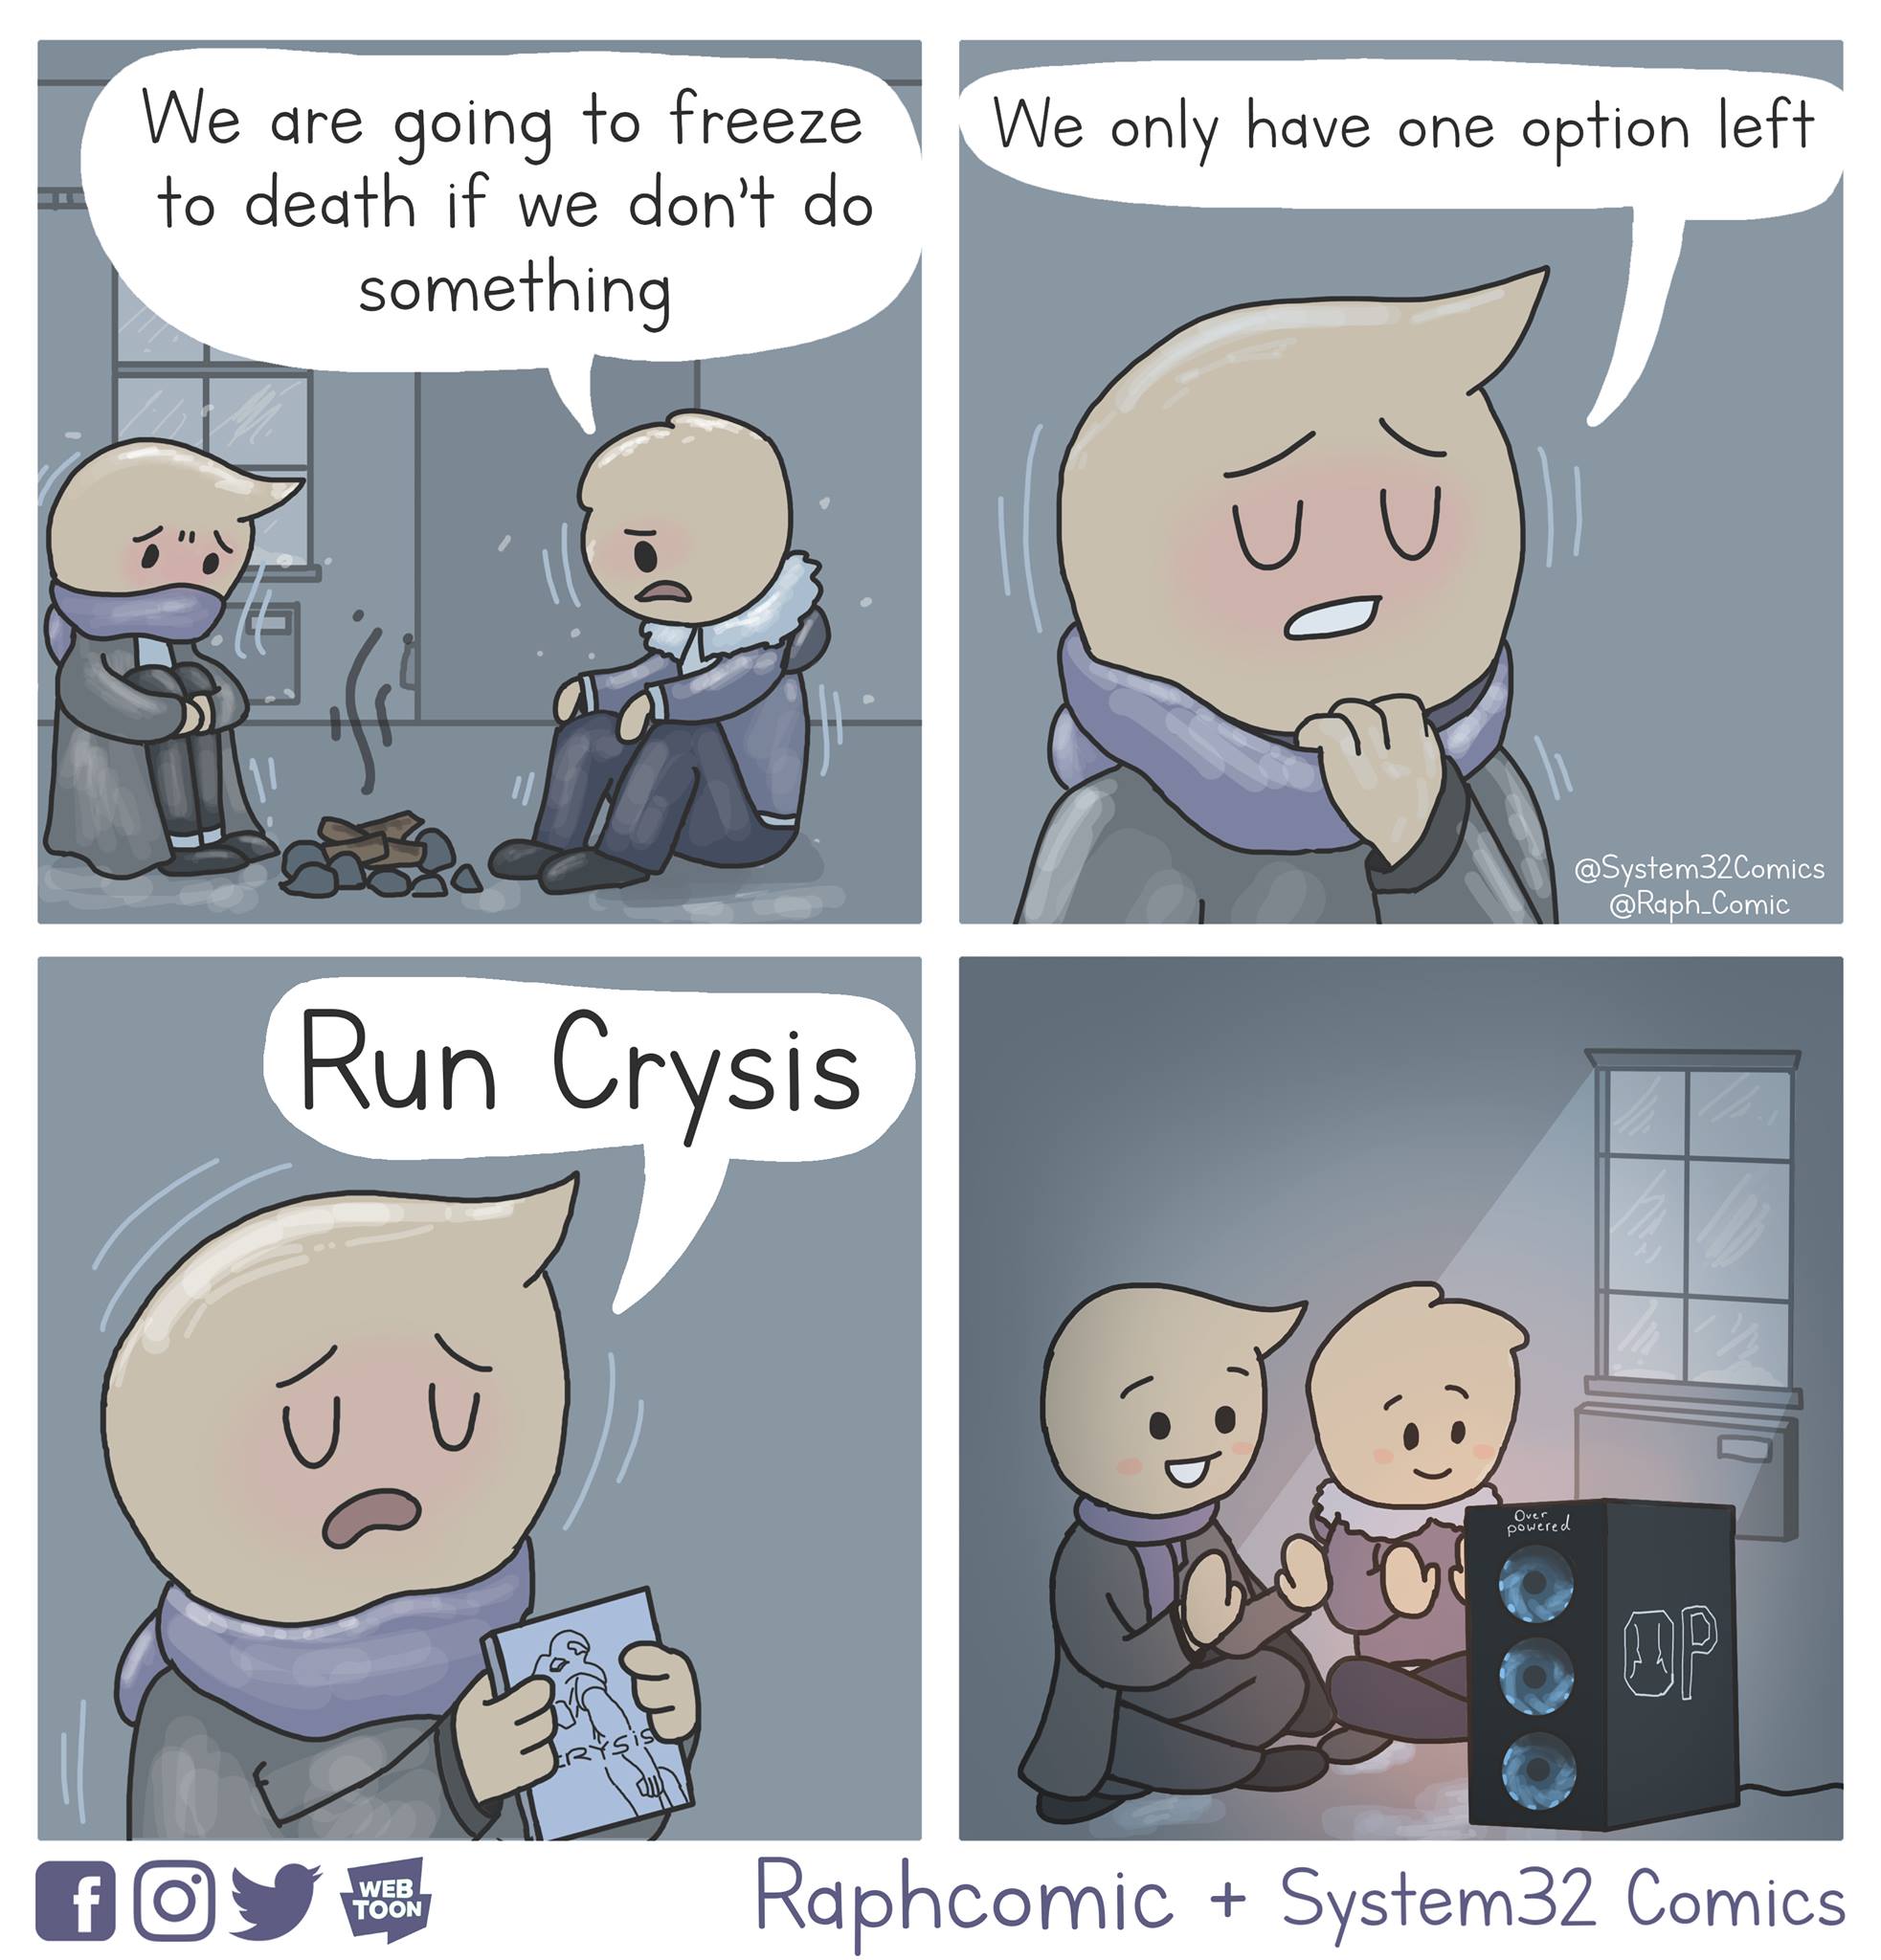 We are going to freeze
to death if we don't do
something
We only have one option left
@System32Comics
@Raph_Comic
Run Crysis
CRYSIS
Over
powered
OP
f
WEB
TOON
Raphcomic + System32 Comics